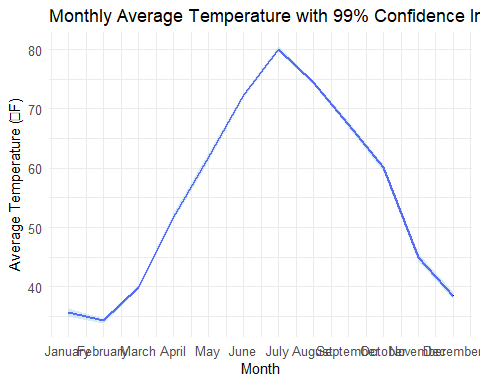 Monthly Average Temperature with 99% Confidence In
Average Temperature (□F)
80
70
60
50
40
January February March April May June July August September October November December
Month